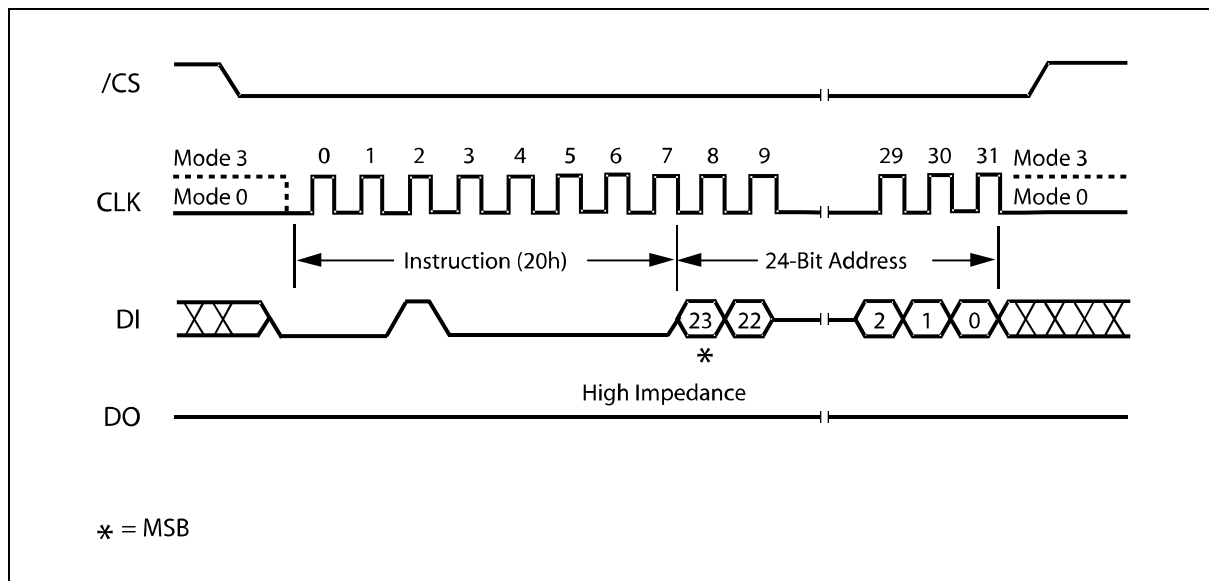 /CS
Mode 3 0 1 2 3 4 5 6 7 8 9 29 30 31 Mode 3
CLK Mode 0 Mode 0
Instruction (20h) 24-Bit Address
DI 23 22 2 1 0
*
High Impedance
DO
* = MSB